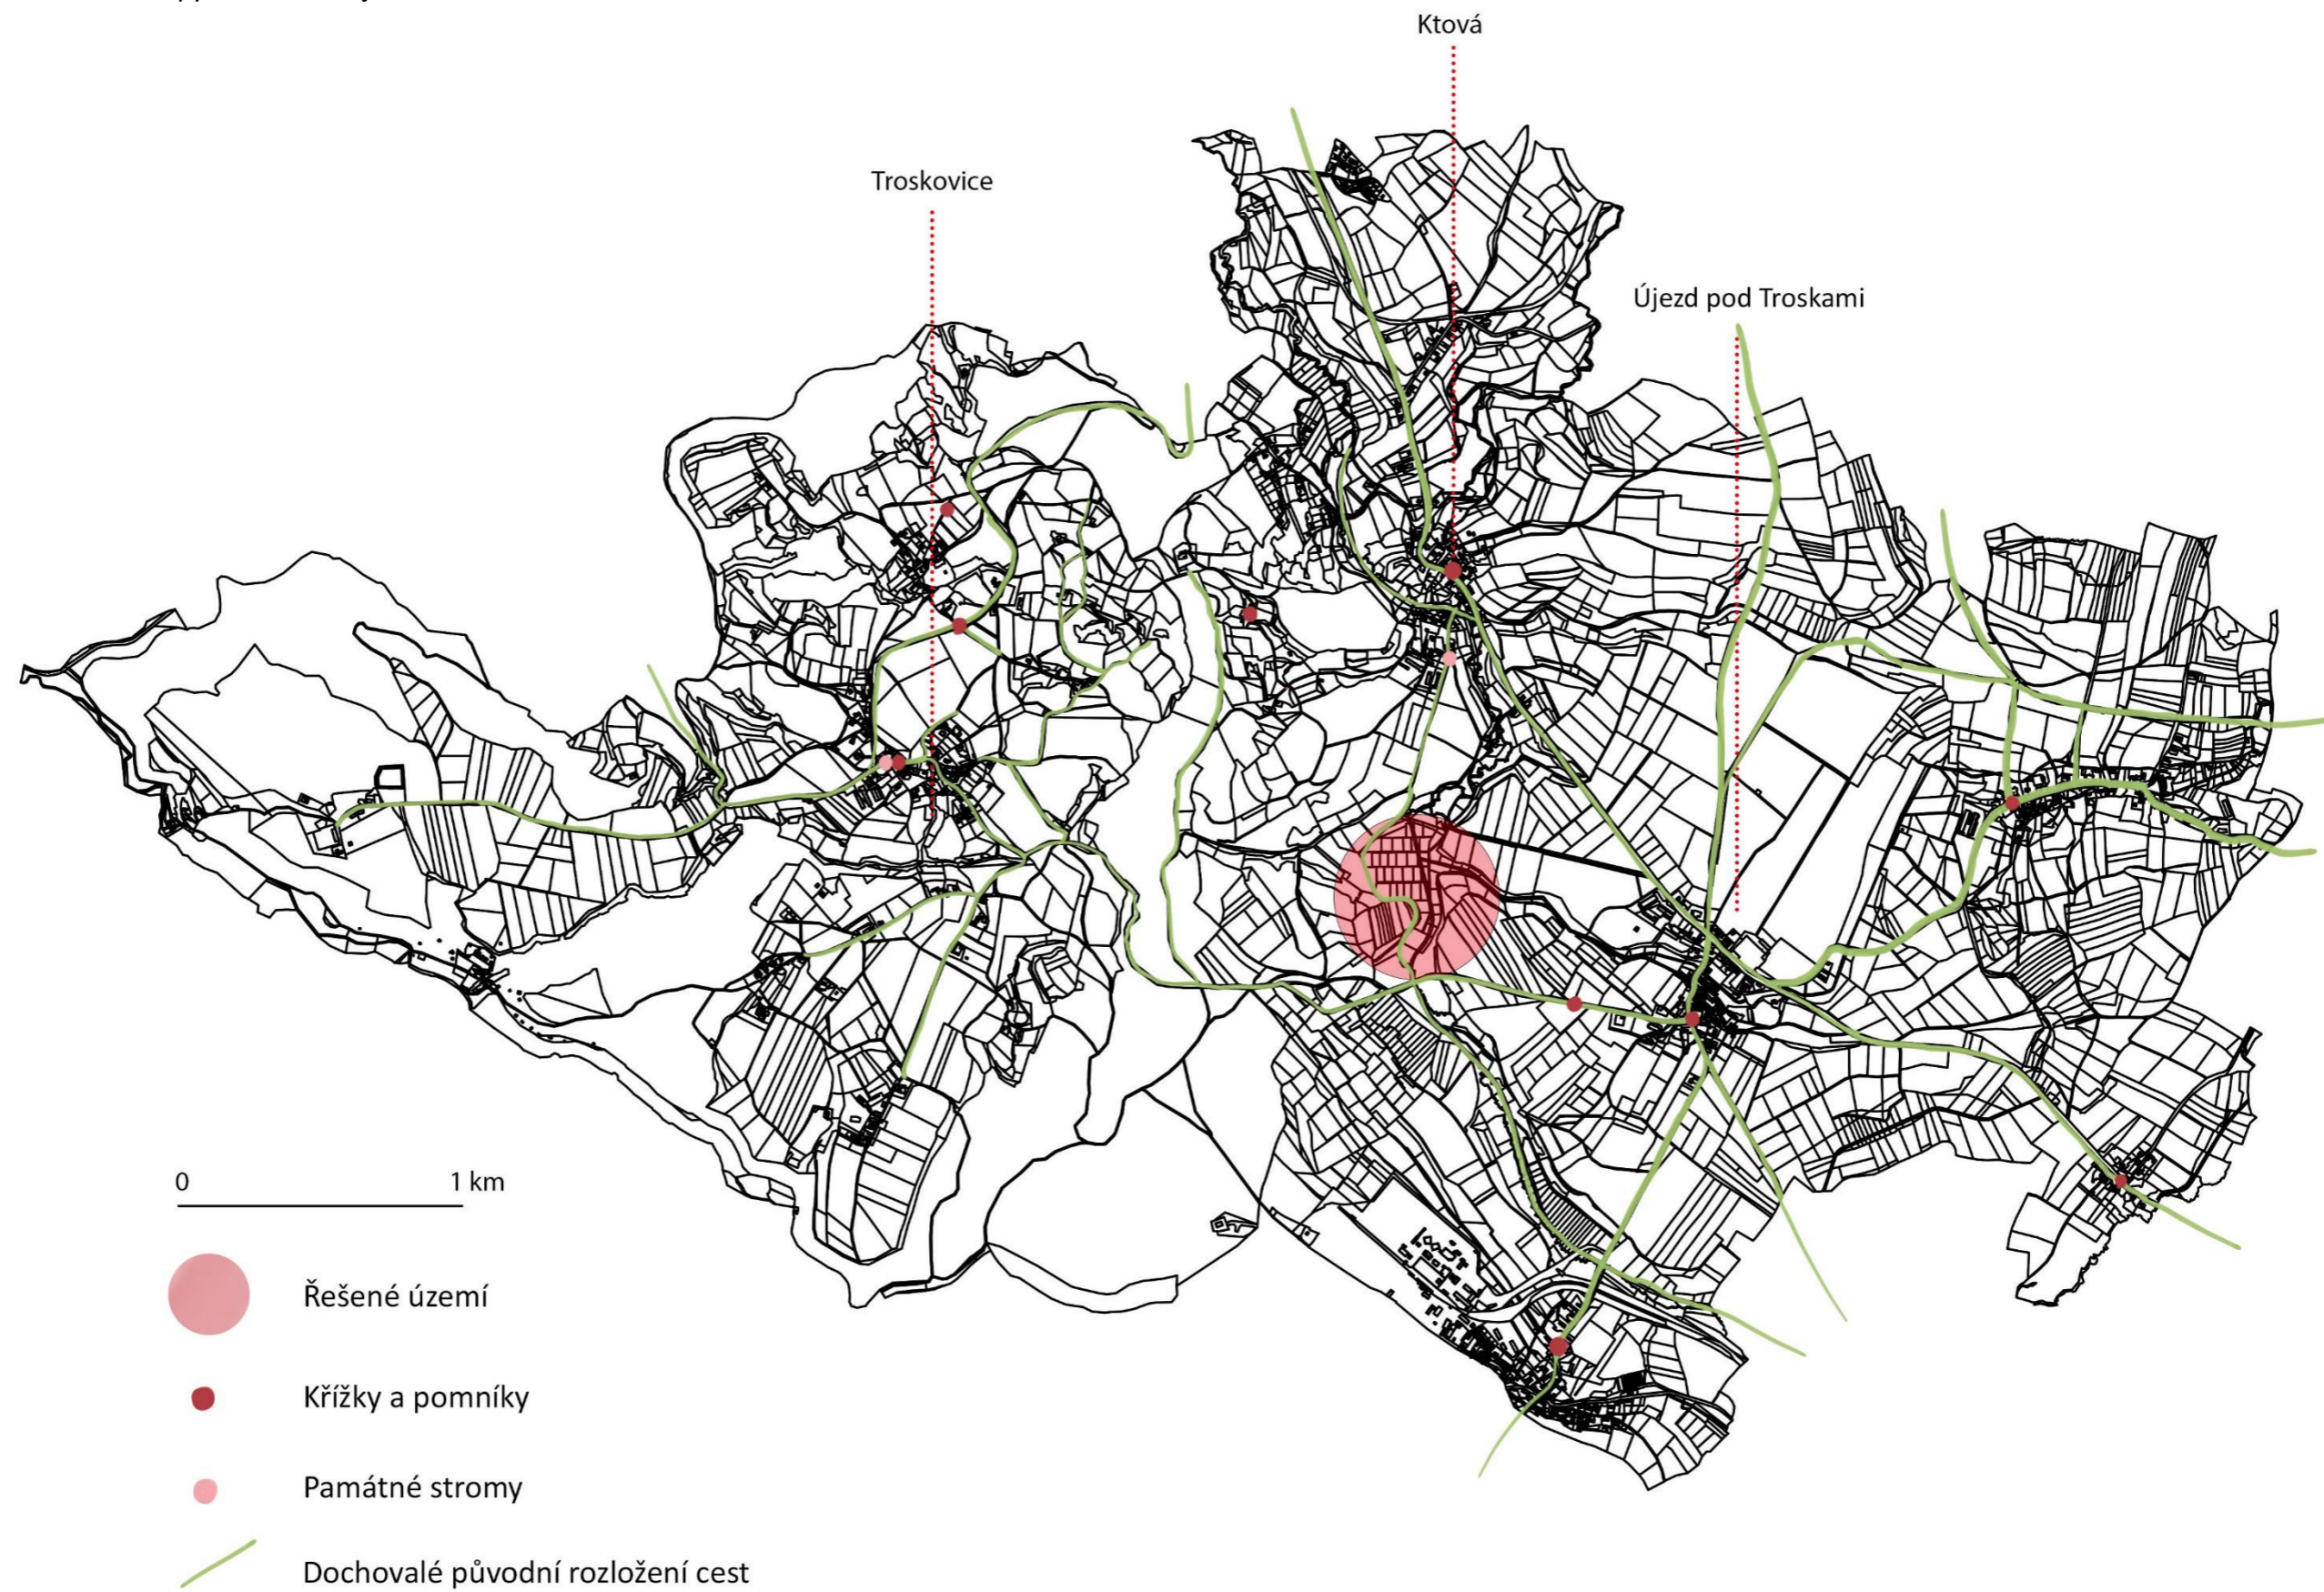 Ktová
Troskovice
Újezd pod Troskami
0 1 km
Řešené území
Křížky a pomníky
Památné stromy
Dochovalé původní rozložení cest